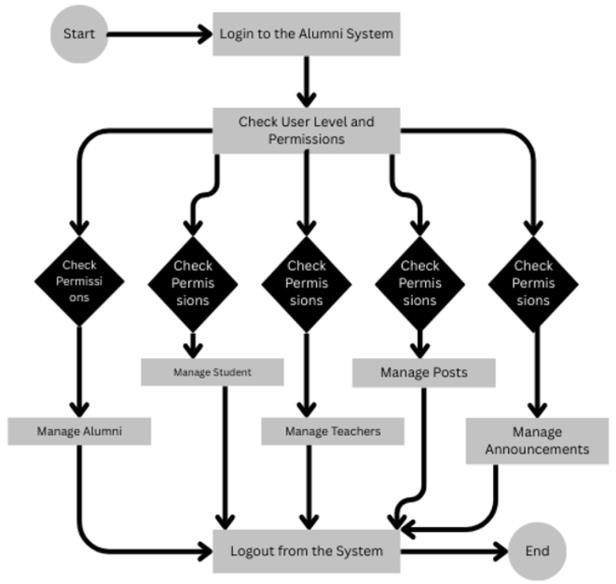 Start
Login to the Alumni System
Check User Level and
Permissions
Check
Permissi
ons
Check
Permis
sions
Check
Permis
sions
Check
Permis
sions
Check
Permis
sions
Manage Student
Manage Posts
Manage Alumni
Manage Teachers
Manage
Announcements
Logout from the System
End